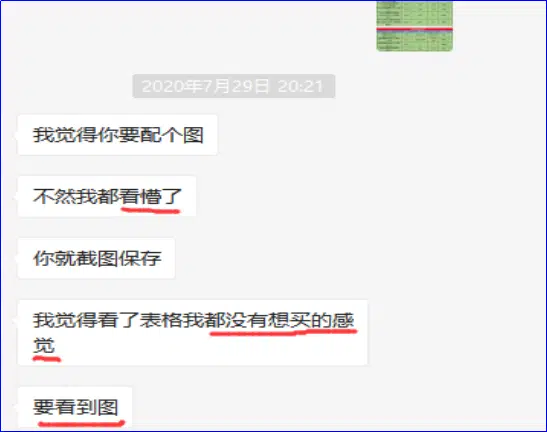 2020年7月29日 20:21
我觉得你要配个图
不然我都看懵了
你就截图保存
我觉得看了表格我都没有想买的感
觉
要看到图